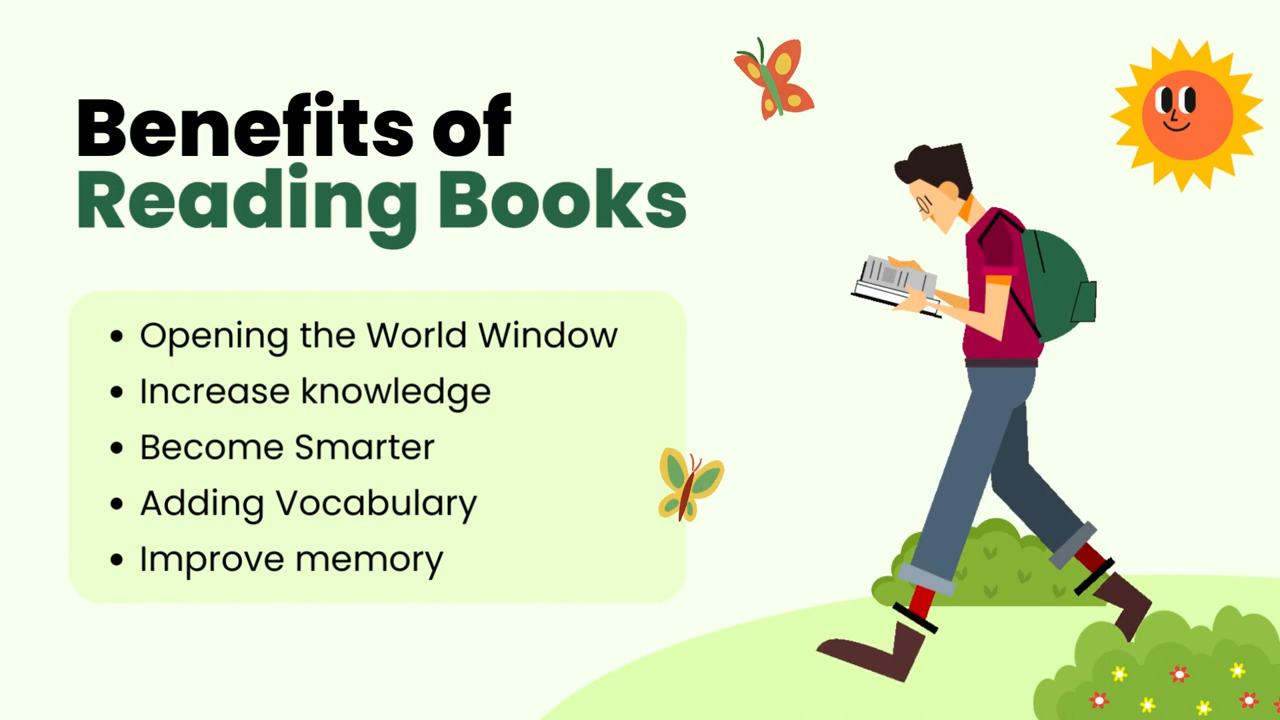 Benefits of
Reading Books
• Opening the World Window
• Increase knowledge
• Become Smarter
• Adding Vocabulary
• Improve memory